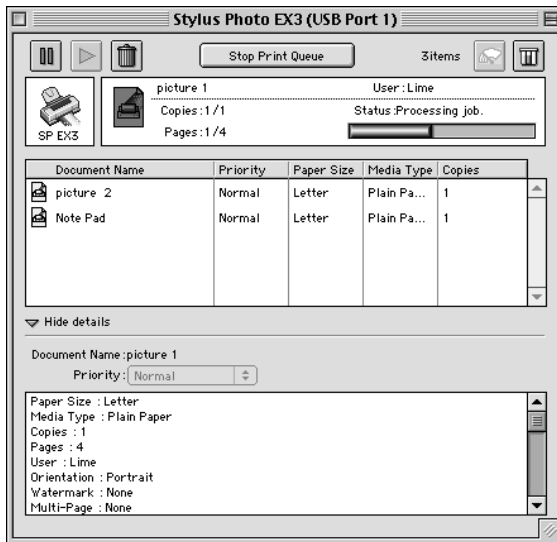 Stylus Photo EX3 (USB Port 1)
Stop Print Queue
3items
SP EX3
picture 1
User :Lime
Copies :1/1
Status :Processing job.
Pages :1/4
Document Name Priority Paper Size Media Type Copies
picture 2 Normal Letter Plain Pa... 1
Note Pad Normal Letter Plain Pa... 1
Hide details
Document Name :picture 1
Priority : Normal
Paper Size : Letter
Media Type : Plain Paper
Copies : 1
Pages : 4
User : Lime
Orientation : Portrait
Watermark : None
Multi-Page : None